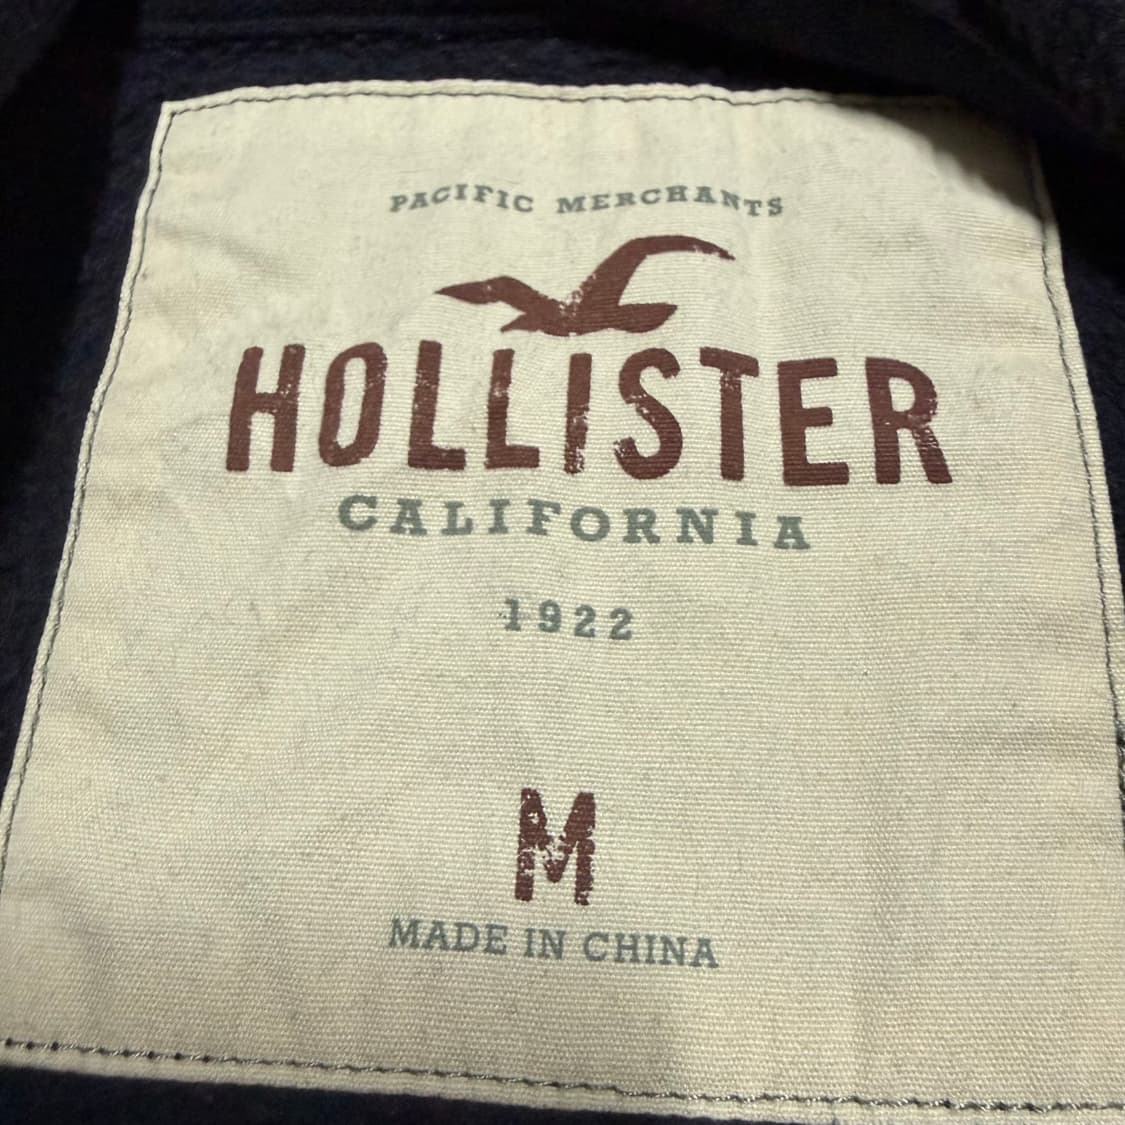 PACIFIC MERCHANTS
HOLLISTER
CALIFORNIA
1922
M
MADE IN CHINA